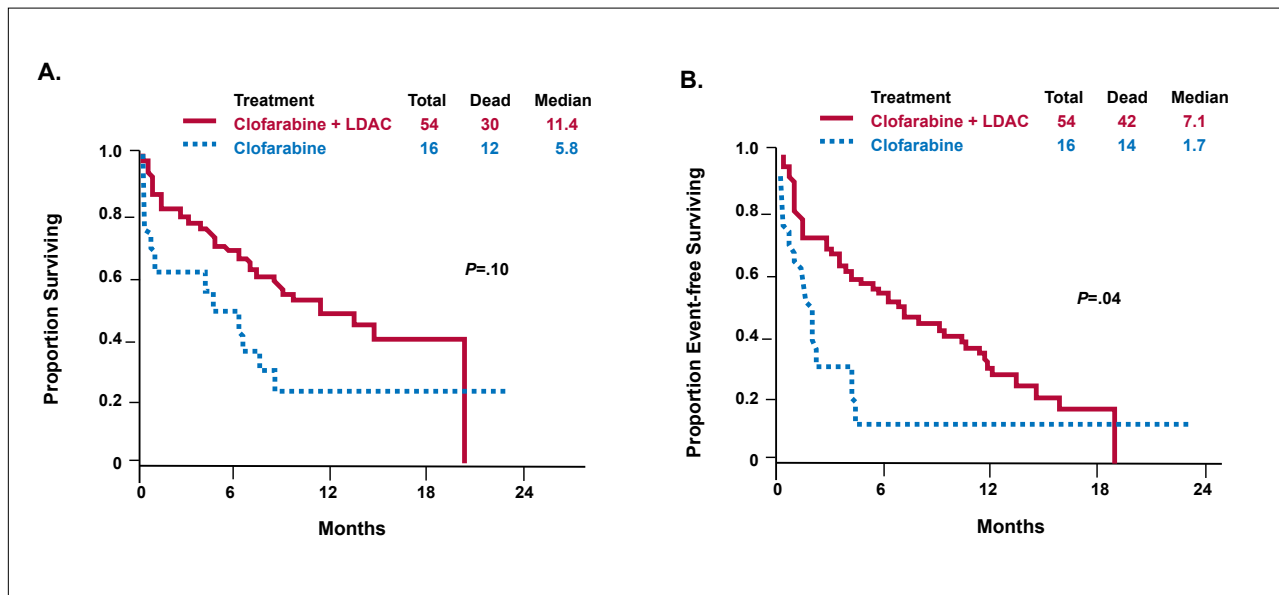 A.
Treatment Total Dead Median
Clofarabine + LDAC 54 30 11.4
Clofarabine 16 12 5.8
1.0
0.8
0.6
0.4
0.2
0
Proportion Surviving
P=.10
0 6 12 18 24
Months
B.
Treatment Total Dead Median
Clofarabine + LDAC 54 42 7.1
Clofarabine 16 14 1.7
1.0
0.8
0.6
0.4
0.2
0
Proportion Event-free Surviving
P=.04
0 6 12 18 24
Months